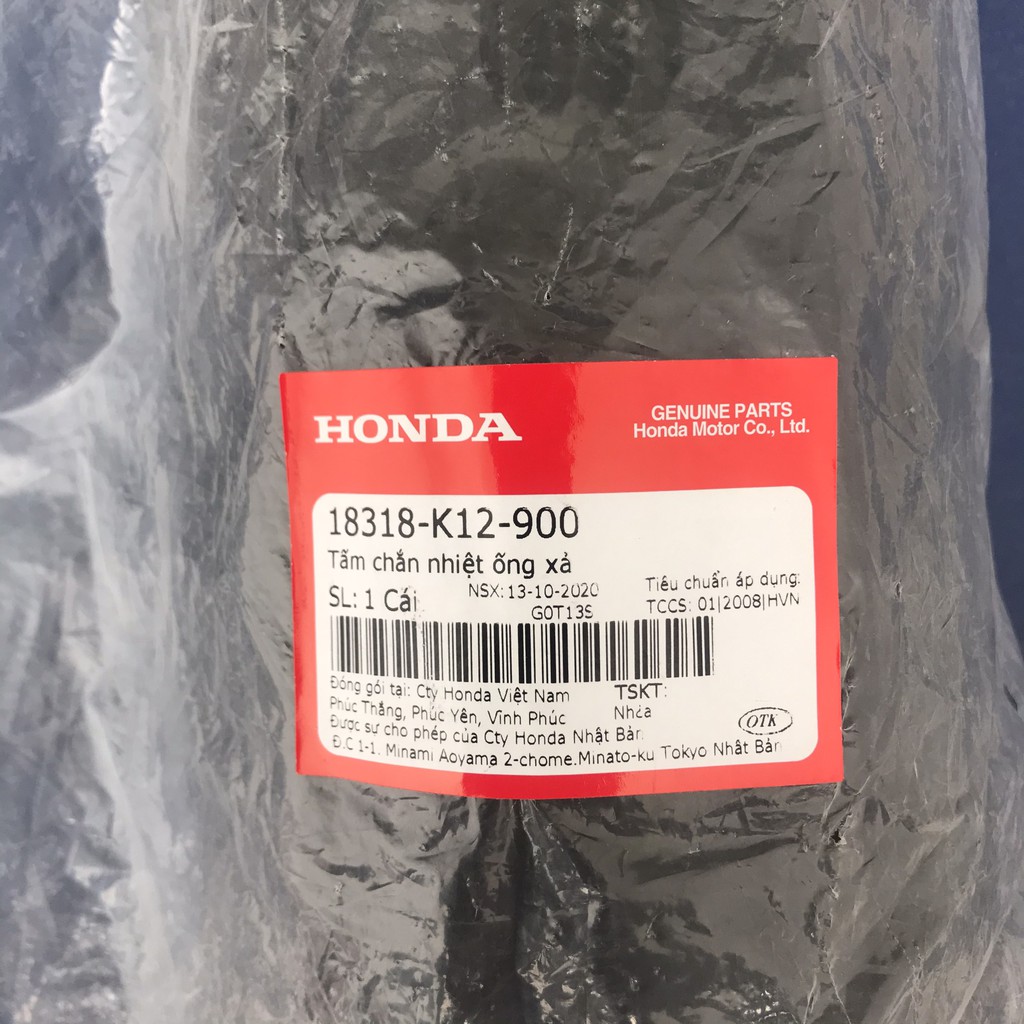 HONDA
GENUINE PARTS
Honda Motor Co., Ltd.
18318-K12-900
Tấm chắn nhiệt ống xả
SL: 1 Cái
NSX: 13-10-2020
G0T13S
Tiêu chuẩn áp dụng:
TCCS: 01|2008|HVN
Đóng gói tại: Cty Honda Việt Nam
Phúc Thắng, Phúc Yên, Vĩnh Phúc
Được sự cho phép của Cty Honda Nhật Bản
Đ.C 1-1. Minami Aoyama 2-chome.Minato-ku Tokyo Nhât Bản
TSKT:
Nhựa
OTK